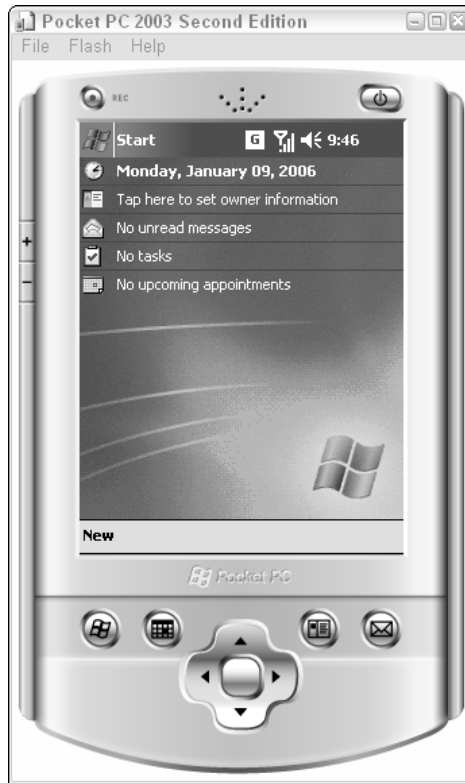 Pocket PC 2003 Second Edition
File Flash Help
REC
Start G 9:46
Monday, January 09, 2006
Tap here to set owner information
No unread messages
No tasks
No upcoming appointments
New
Pocket PC